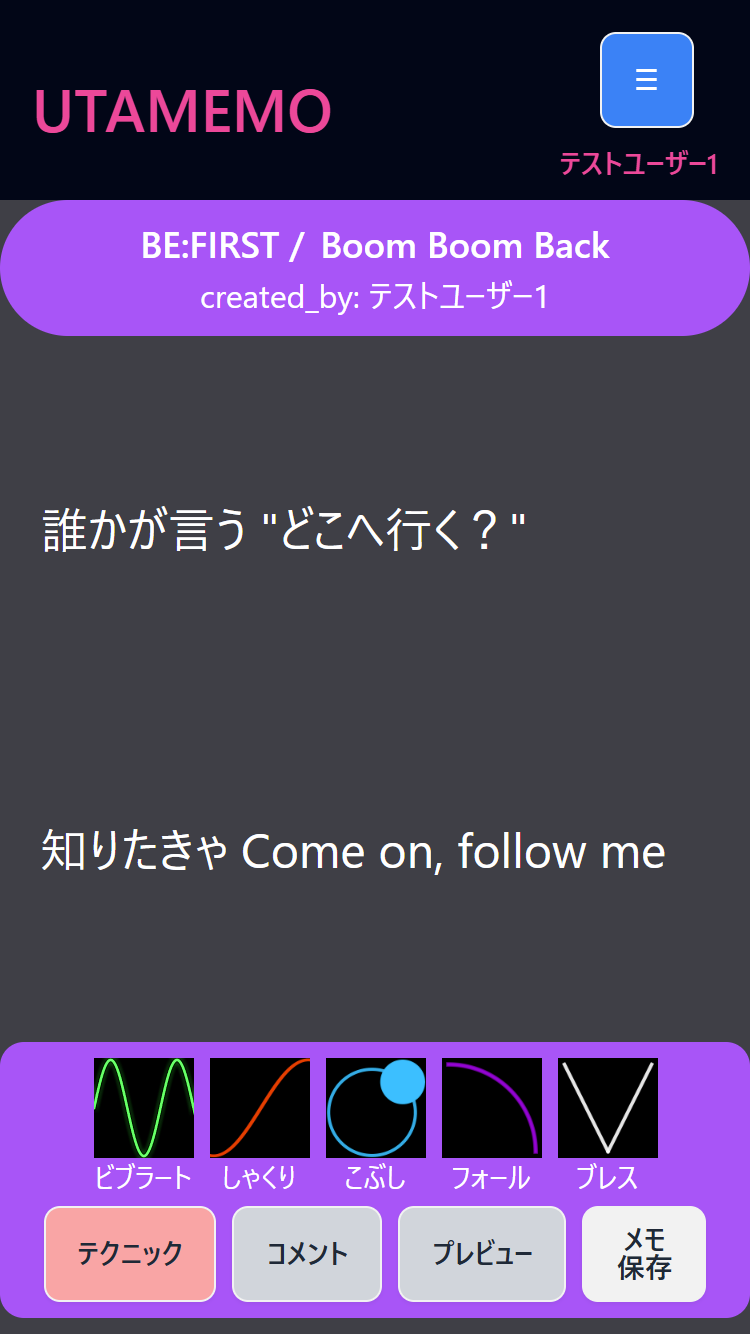 UTAMEMO
☰
テストユーザー1
BE:FIRST / Boom Boom Back
created_by: テストユーザー1
誰かが言う "どこへ行く？"
知りたきゃ Come on, follow me
ビブラート しゃくり こぶし フォール ブレス
テクニック コメント プレビュー メモ
保存